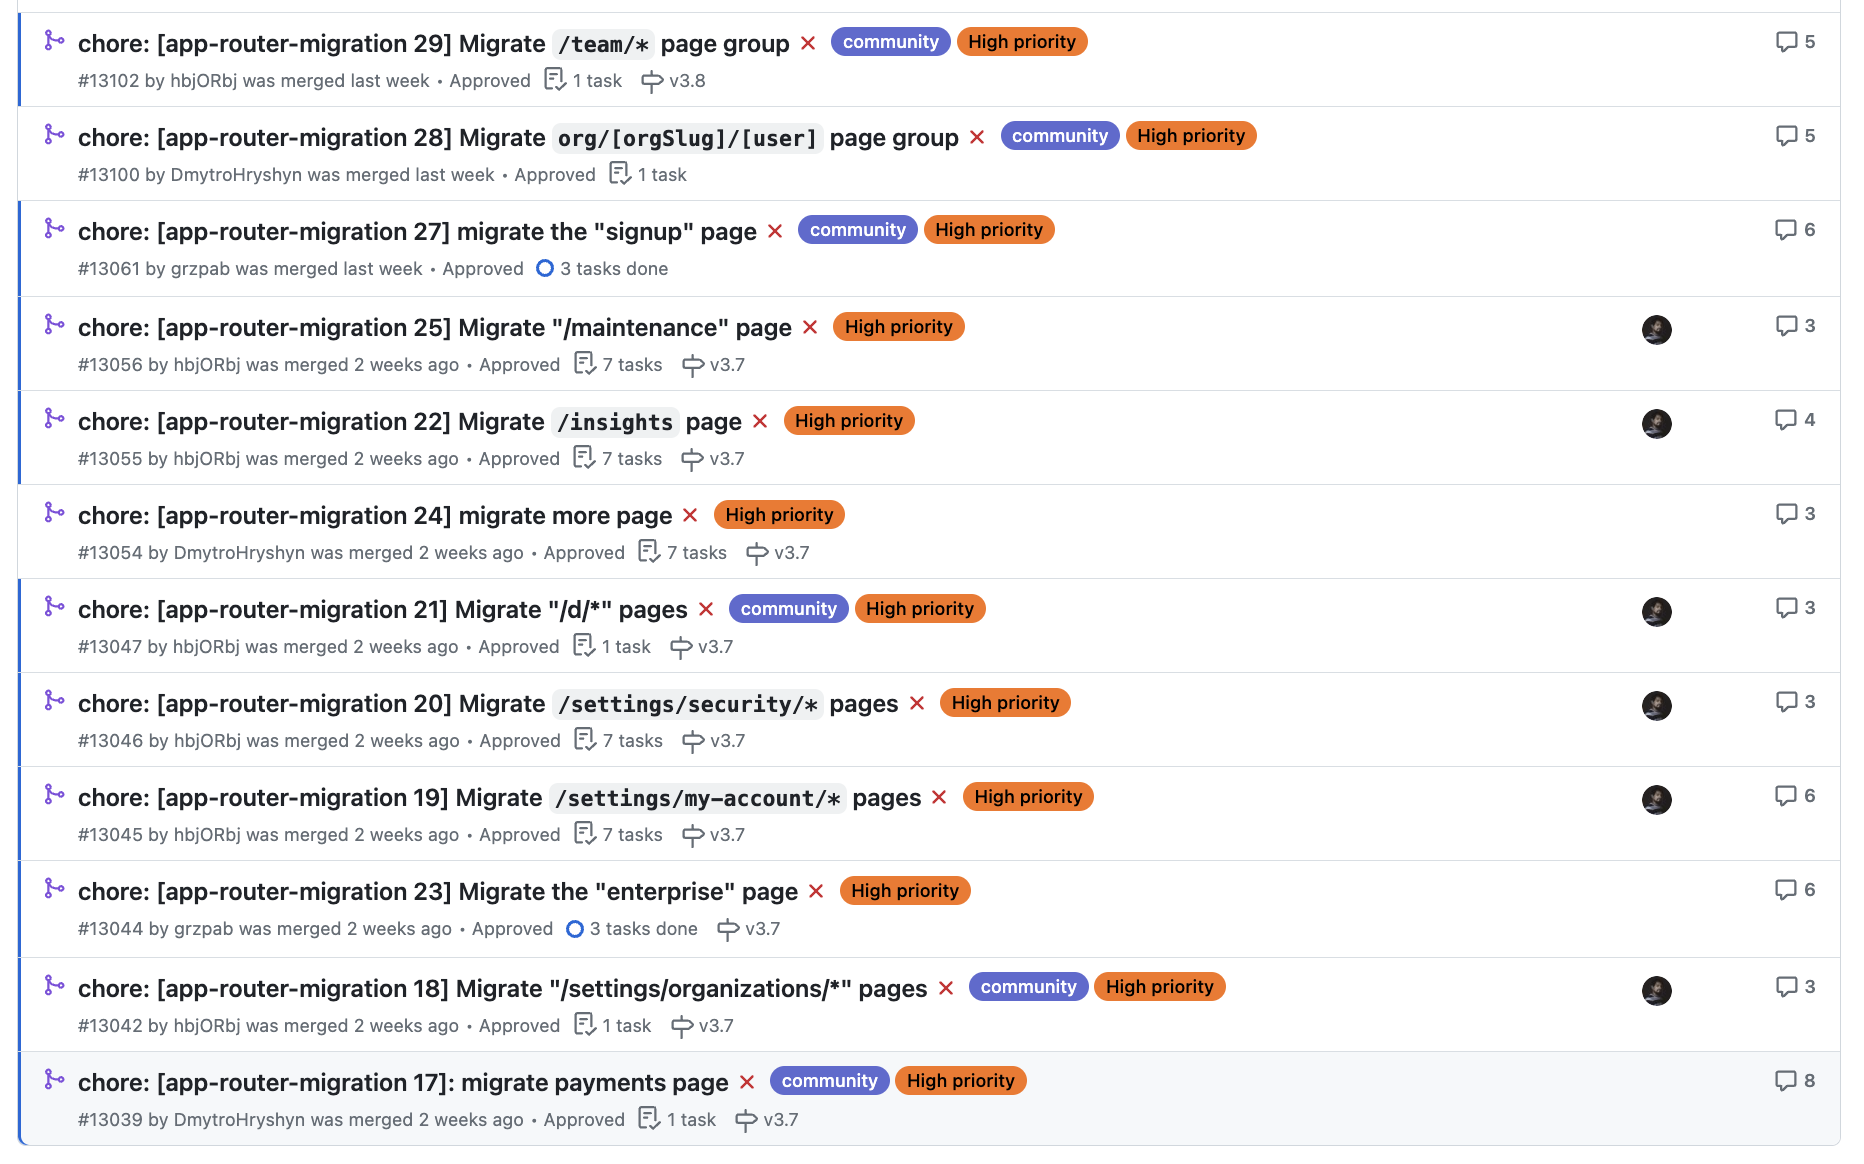 chore: [app-router-migration 29] Migrate /team/* page group community High priority 5
#13102 by hbjORbj was merged last week • Approved 1 task v3.8
chore: [app-router-migration 28] Migrate org/[orgSlug]/[user] page group community High priority 5
#13100 by DmytroHryshyn was merged last week • Approved 1 task
chore: [app-router-migration 27] migrate the "signup" page community High priority 6
#13061 by grzpab was merged last week • Approved 3 tasks done
chore: [app-router-migration 25] Migrate "/maintenance" page High priority 3
#13056 by hbjORbj was merged 2 weeks ago • Approved 7 tasks v3.7
chore: [app-router-migration 22] Migrate /insights page High priority 4
#13055 by hbjORbj was merged 2 weeks ago • Approved 7 tasks v3.7
chore: [app-router-migration 24] migrate more page High priority 3
#13054 by DmytroHryshyn was merged 2 weeks ago • Approved 7 tasks v3.7
chore: [app-router-migration 21] Migrate "/d/*" pages community High priority 3
#13047 by hbjORbj was merged 2 weeks ago • Approved 1 task v3.7
chore: [app-router-migration 20] Migrate /settings/security/* pages High priority 3
#13046 by hbjORbj was merged 2 weeks ago • Approved 7 tasks v3.7
chore: [app-router-migration 19] Migrate /settings/my-account/* pages High priority 6
#13045 by hbjORbj was merged 2 weeks ago • Approved 7 tasks v3.7
chore: [app-router-migration 23] Migrate the "enterprise" page High priority 6
#13044 by grzpab was merged 2 weeks ago • Approved 3 tasks done v3.7
chore: [app-router-migration 18] Migrate "/settings/organizations/*" pages community High priority 3
#13042 by hbjORbj was merged 2 weeks ago • Approved 1 task v3.7
chore: [app-router-migration 17]: migrate payments page community High priority 8
#13039 by DmytroHryshyn was merged 2 weeks ago • Approved 1 task v3.7